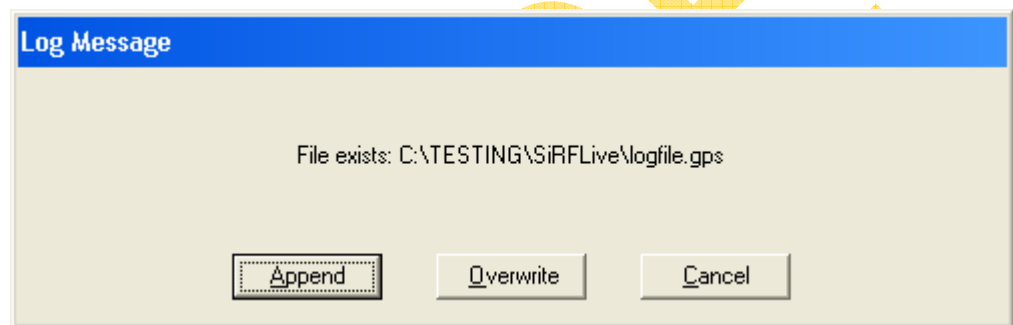 Log Message
File exists: C:\TESTING\SiRFLive\logfile.gps
Append Overwrite Cancel